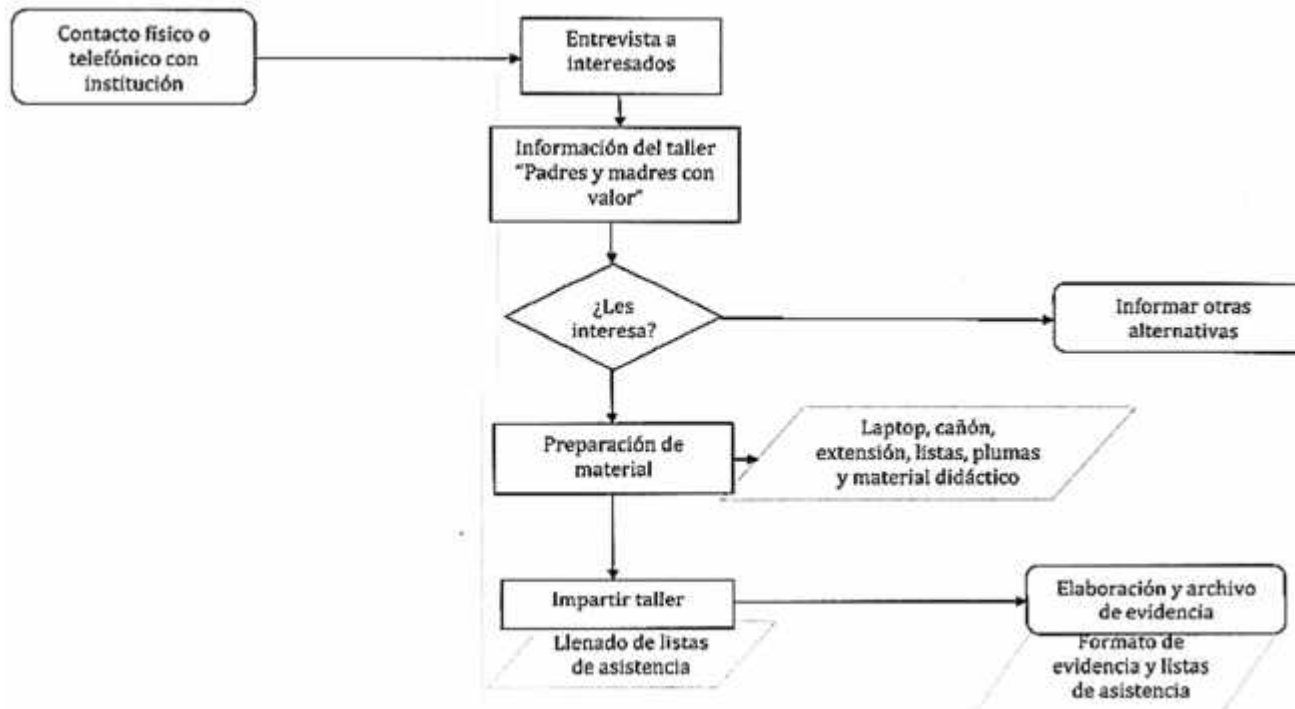 Contacto físico o
telefónico con
institución
Entrevista a
interesados
Información del taller
"Padres y madres con
valor"
¿Les
interesa?
Informar otras
alternativas
Preparación de
material
Laptop, cañón,
extensión, listas, plumas
y material didáctico
Impartir taller
Llenado de listas
de asistencia
Elaboración y archivo
de evidencia
Formato de
evidencia y listas
de asistencia